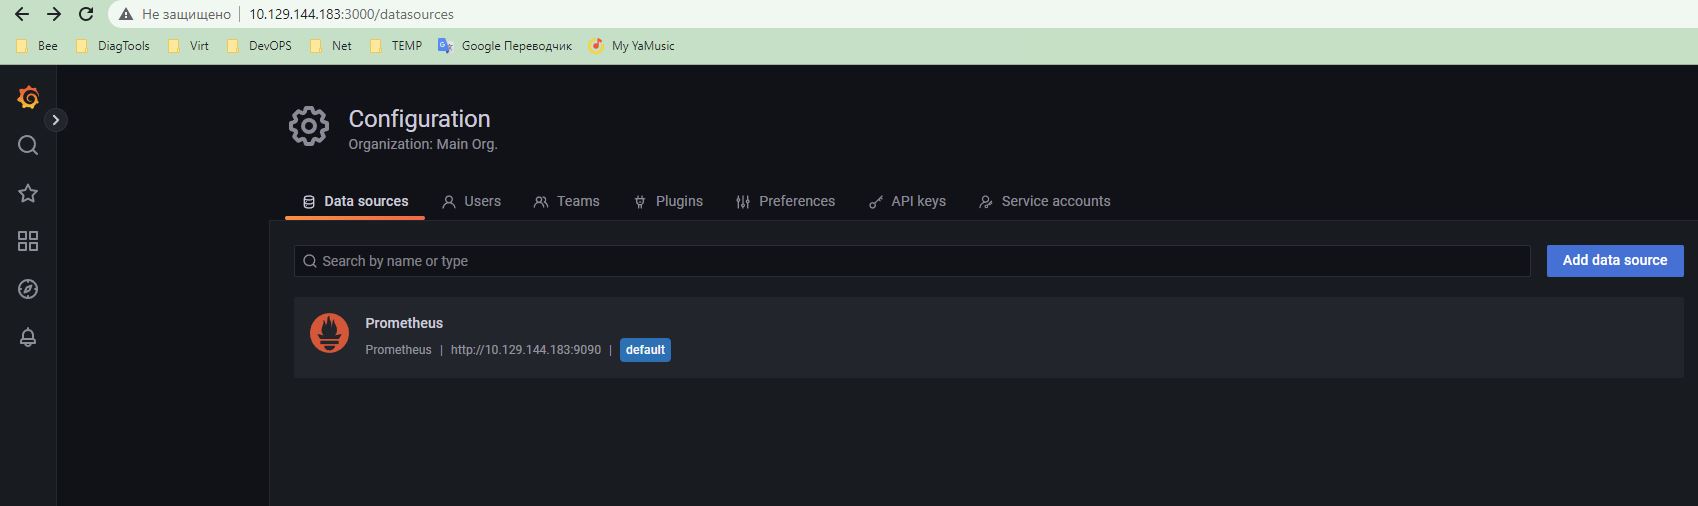 Не защищено 10.129.144.183:3000/datasources
Bee DiagTools Virt DevOPS Net TEMP Google Переводчик My YaMusic
Configuration
Organization: Main Org.
Data sources Users Teams Plugins Preferences API keys Service accounts
Search by name or type Add data source
Prometheus
Prometheus | http://10.129.144.183:9090 | default